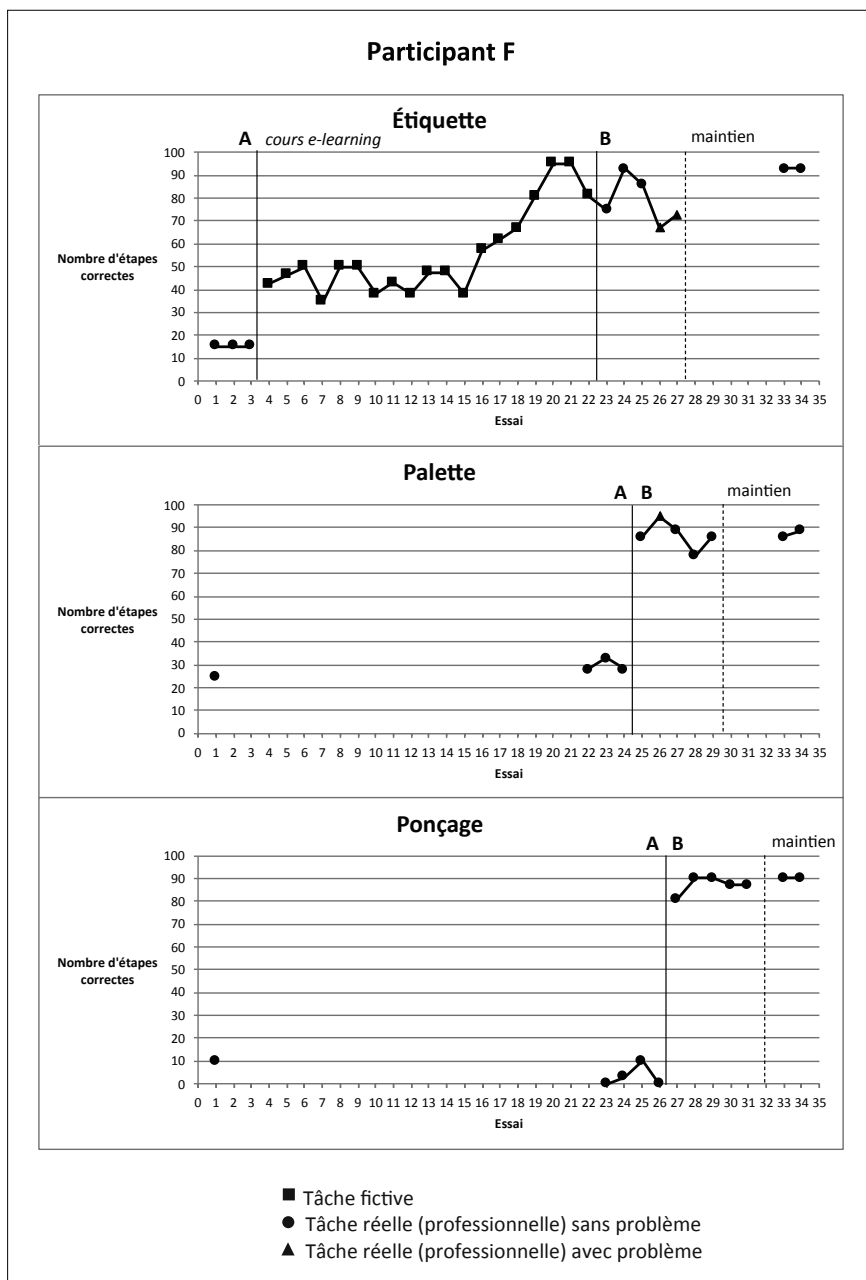 Participant F
Étiquette
A cours e-learning B maintien
100
90
80
70
60
50
40
30
20
10
0
Nombre d'étapes
correctes
0 1 2 3 4 5 6 7 8 9 10 11 12 13 14 15 16 17 18 19 20 21 22 23 24 25 26 27 28 29 30 31 32 33 34 35
Essai
Palette
A B maintien
100
90
80
70
60
50
40
30
20
10
0
Nombre d'étapes
correctes
0 1 2 3 4 5 6 7 8 9 10 11 12 13 14 15 16 17 18 19 20 21 22 23 24 25 26 27 28 29 30 31 32 33 34 35
Essai
Ponçage
A B maintien
100
90
80
70
60
50
40
30
20
10
0
Nombre d'étapes
correctes
0 1 2 3 4 5 6 7 8 9 10 11 12 13 14 15 16 17 18 19 20 21 22 23 24 25 26 27 28 29 30 31 32 33 34 35
Essai
Tâche fictive
Tâche réelle (professionnelle) sans problème
Tâche réelle (professionnelle) avec problème